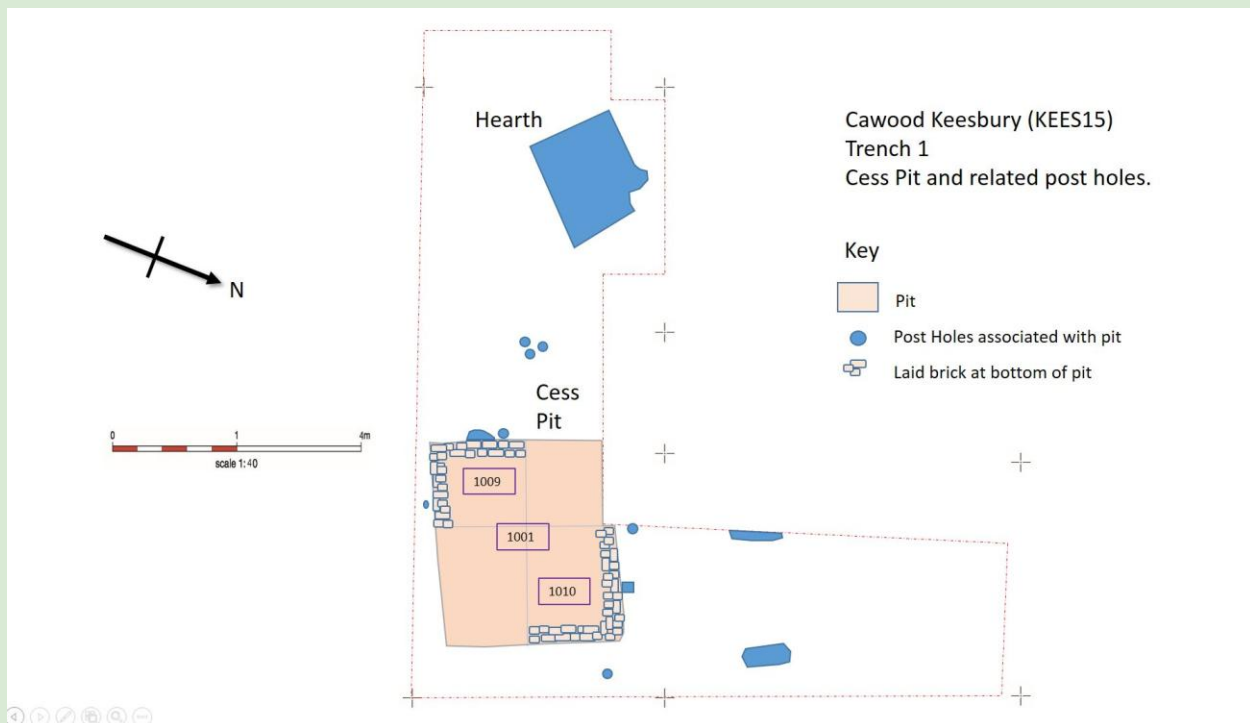 Hearth
Cawood Keesbury (KEES15)
Trench 1
Cess Pit and related post holes.
N
Key
Pit
Post Holes associated with pit
Laid brick at bottom of pit
Cess
Pit
0 1 4m
scale 1:40
1009
1001
1010